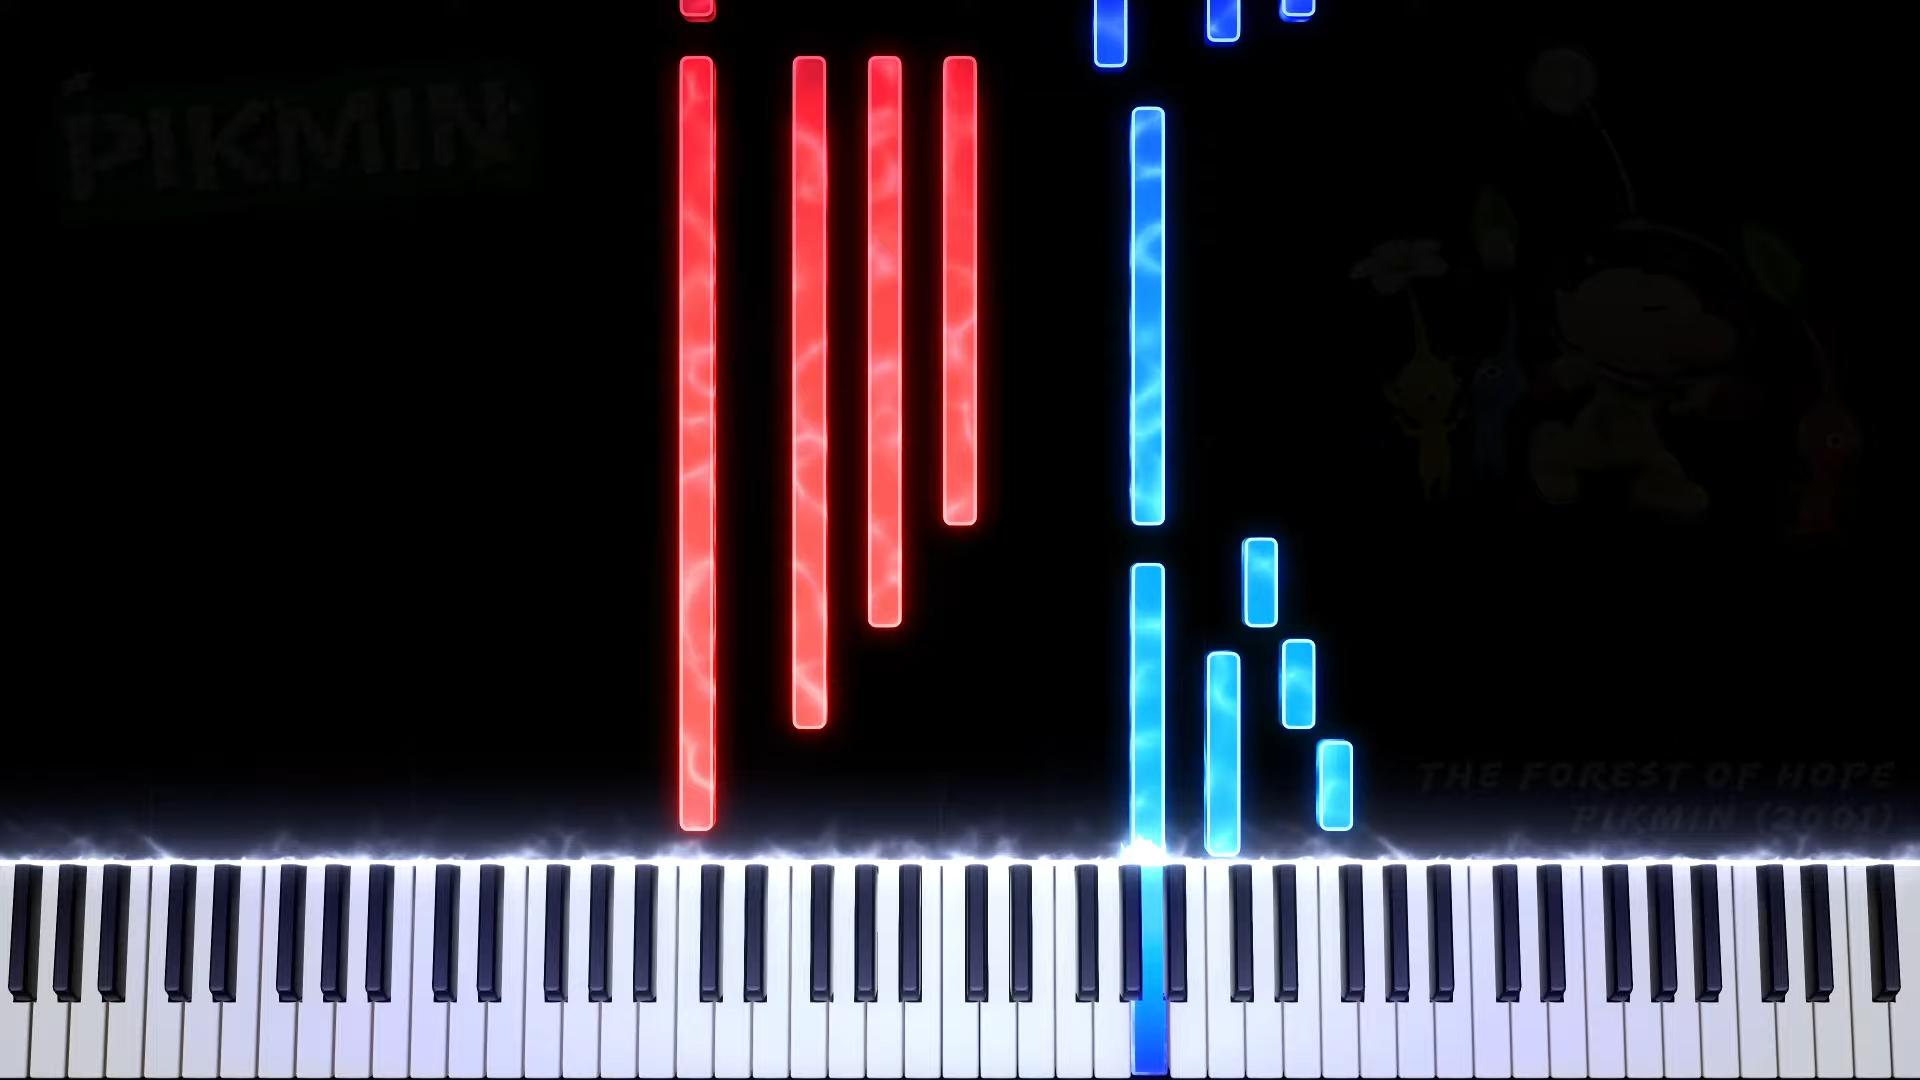 PIKMIN
THE FOREST OF HOPE
PIKMIN (2001)